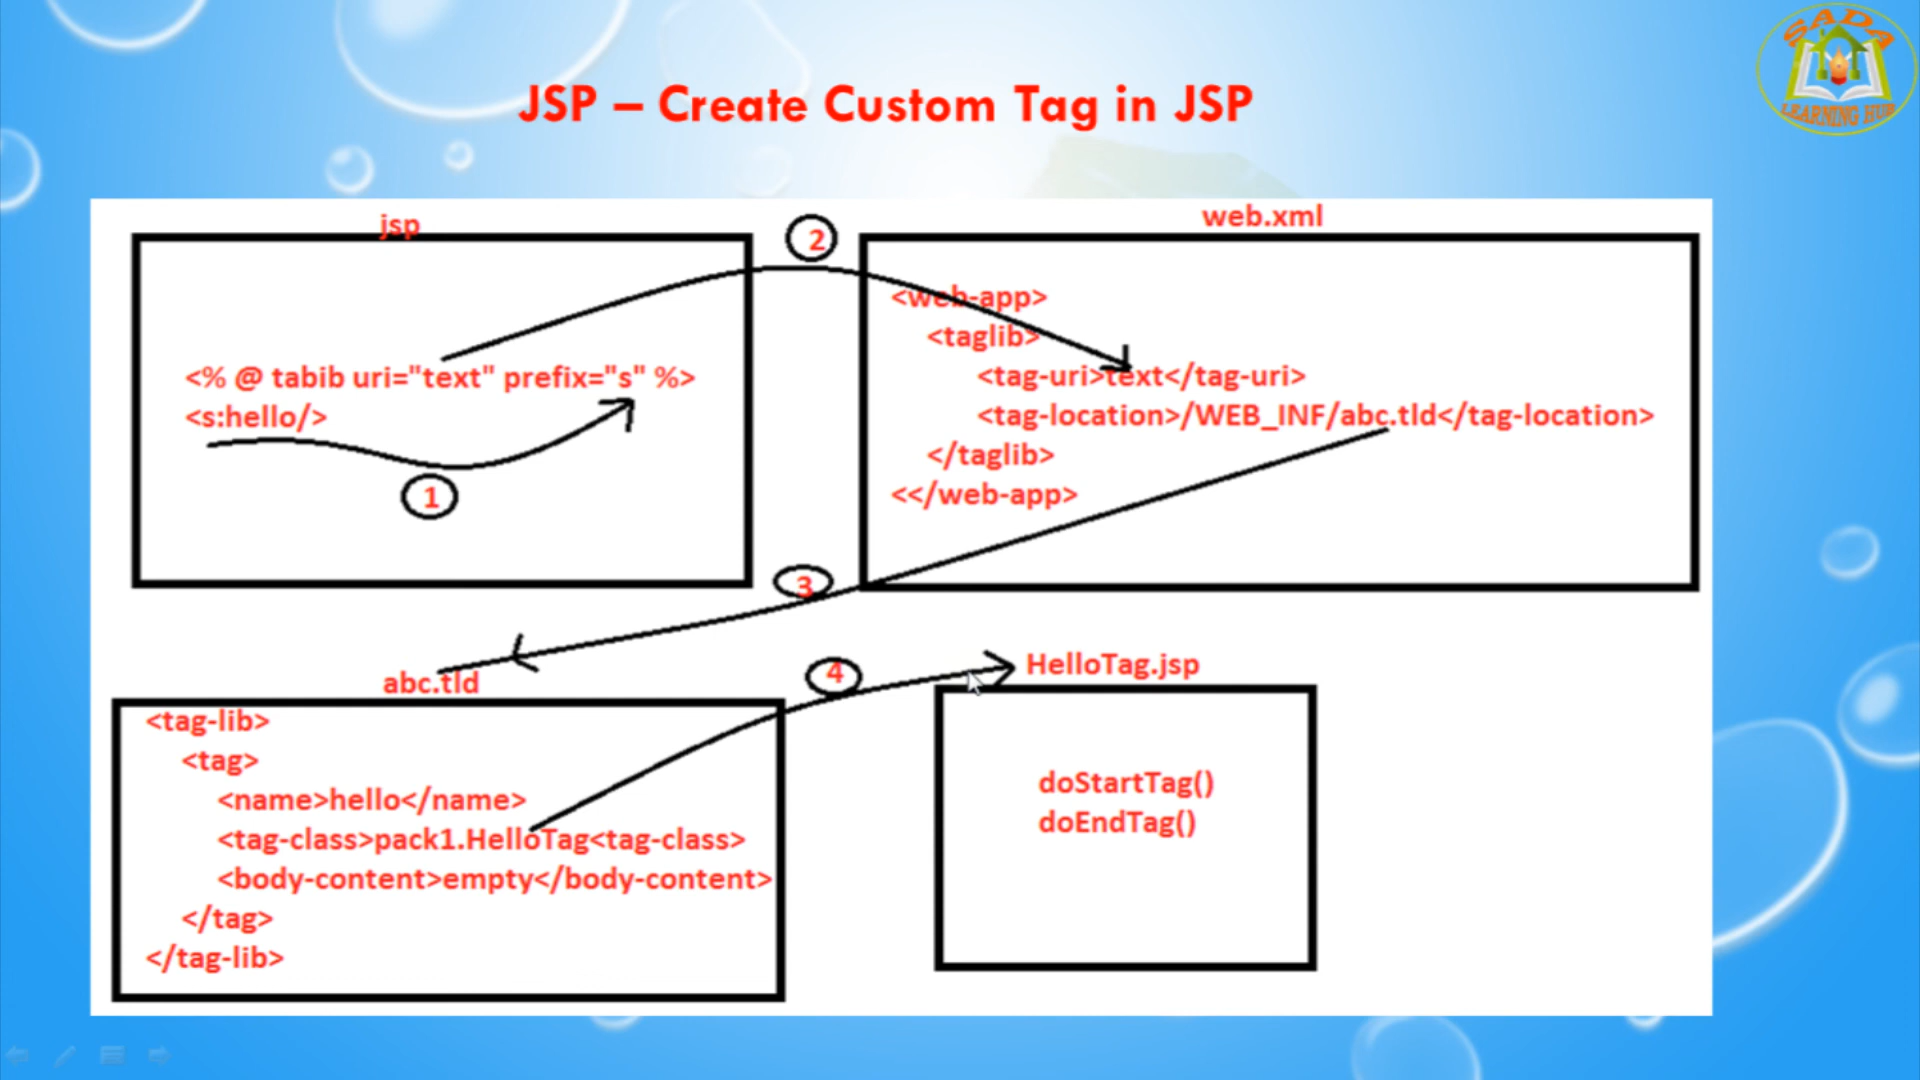 SADA
LEARNING HUB
JSP – Create Custom Tag in JSP
jsp
<% @ tabib uri="text" prefix="s" %>
<s:hello/>
1
2
web.xml
<web-app>
<taglib>
<tag-uri>text</tag-uri>
<tag-location>/WEB_INF/abc.tld</tag-location>
</taglib>
<</web-app>
3
abc.tld
<tag-lib>
<tag>
<name>hello</name>
<tag-class>pack1.HelloTag<tag-class>
<body-content>empty</body-content>
</tag>
</tag-lib>
4
HelloTag.jsp
doStartTag()
doEndTag()